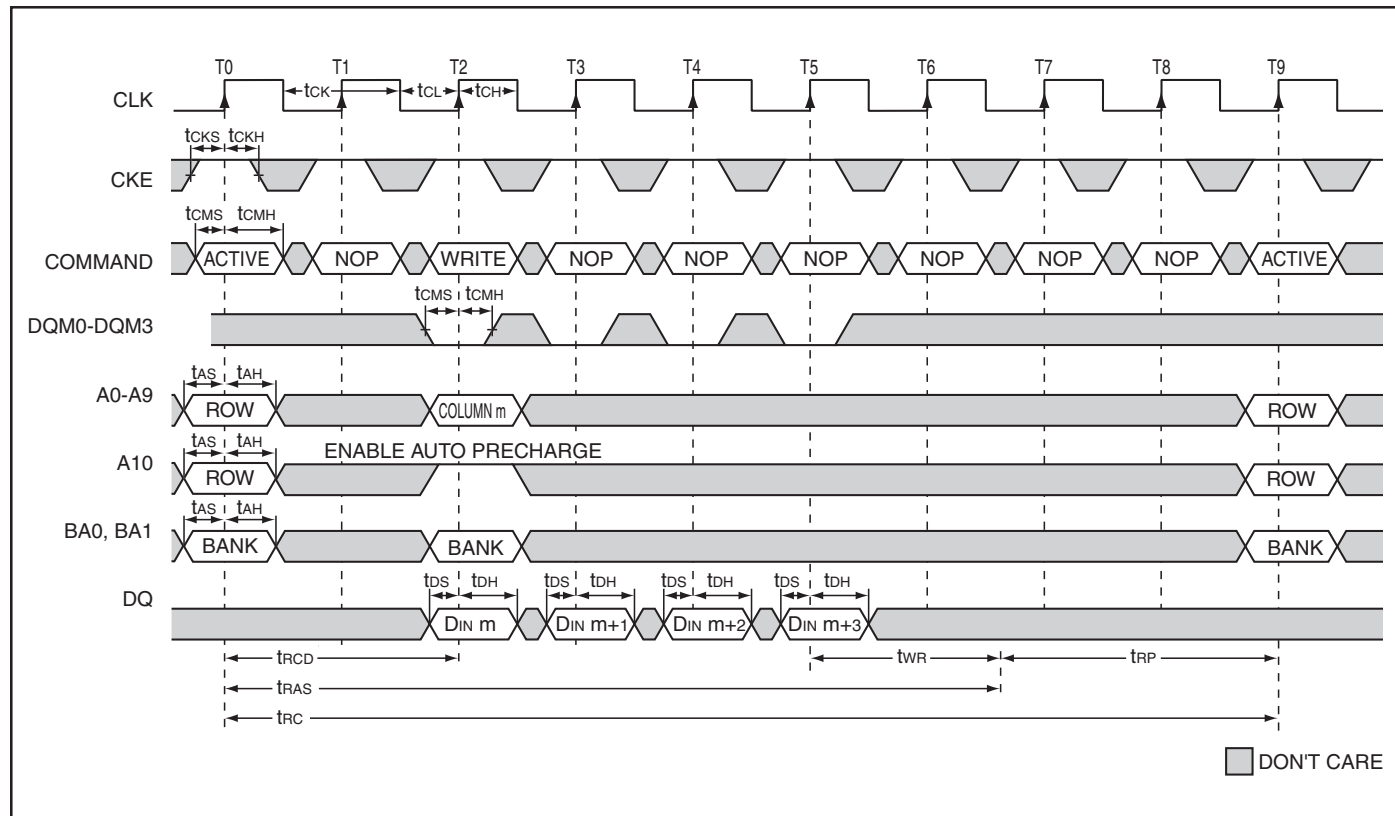 T0 T1 T2 T3 T4 T5 T6 T7 T8 T9
CLK tCK tCL tCH
tCKS tCKH
CKE
tCMS tCMH
COMMAND ACTIVE NOP WRITE NOP NOP NOP NOP NOP NOP ACTIVE
tCMS tCMH
DQM0-DQM3
tAS tAH
A0-A9 ROW COLUMN m ROW
tAS tAH ENABLE AUTO PRECHARGE
A10 ROW ROW
tAS tAH
BA0, BA1 BANK BANK BANK
tDS tDH tDS tDH tDS tDH tDS tDH
DQ DIN m DIN m+1 DIN m+2 DIN m+3
tRCD tWR tRP
tRAS
tRC
DON'T CARE